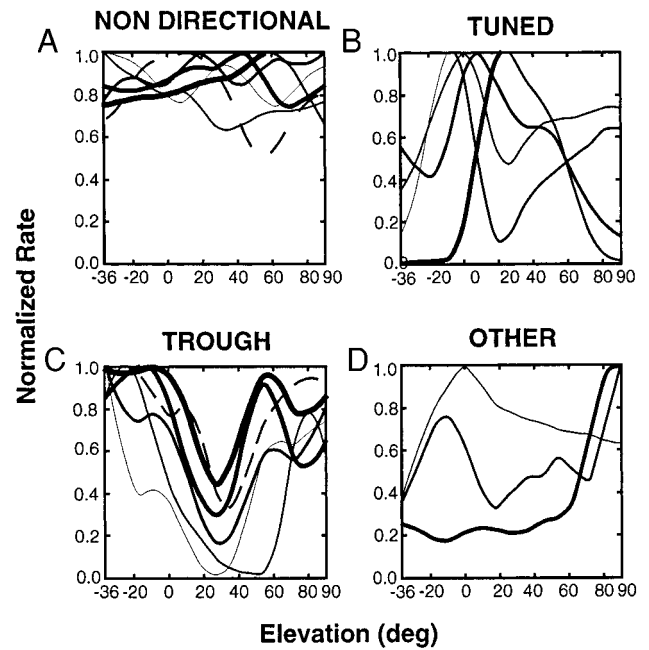 A NON DIRECTIONAL
B TUNED
1.0 1.0
0.8 0.8
0.6 0.6
0.4 0.4
0.2 0.2
0.0 0.0
-36 -20 0 20 40 60 80 90
-36 -20 0 20 40 60 80 90
Normalized Rate
C TROUGH
D OTHER
1.0 1.0
0.8 0.8
0.6 0.6
0.4 0.4
0.2 0.2
0.0 0.0
-36 -20 0 20 40 60 80 90
-36 -20 0 20 40 60 80 90
Elevation (deg)